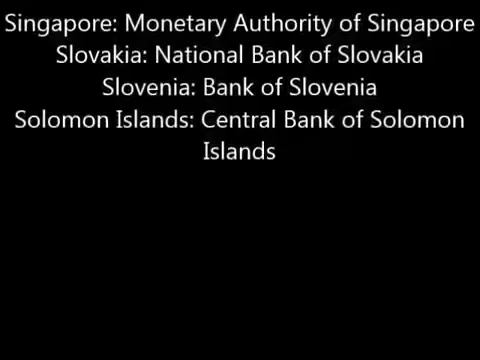 Singapore: Monetary Authority of Singapore
Slovakia: National Bank of Slovakia
Slovenia: Bank of Slovenia
Solomon Islands: Central Bank of Solomon
Islands